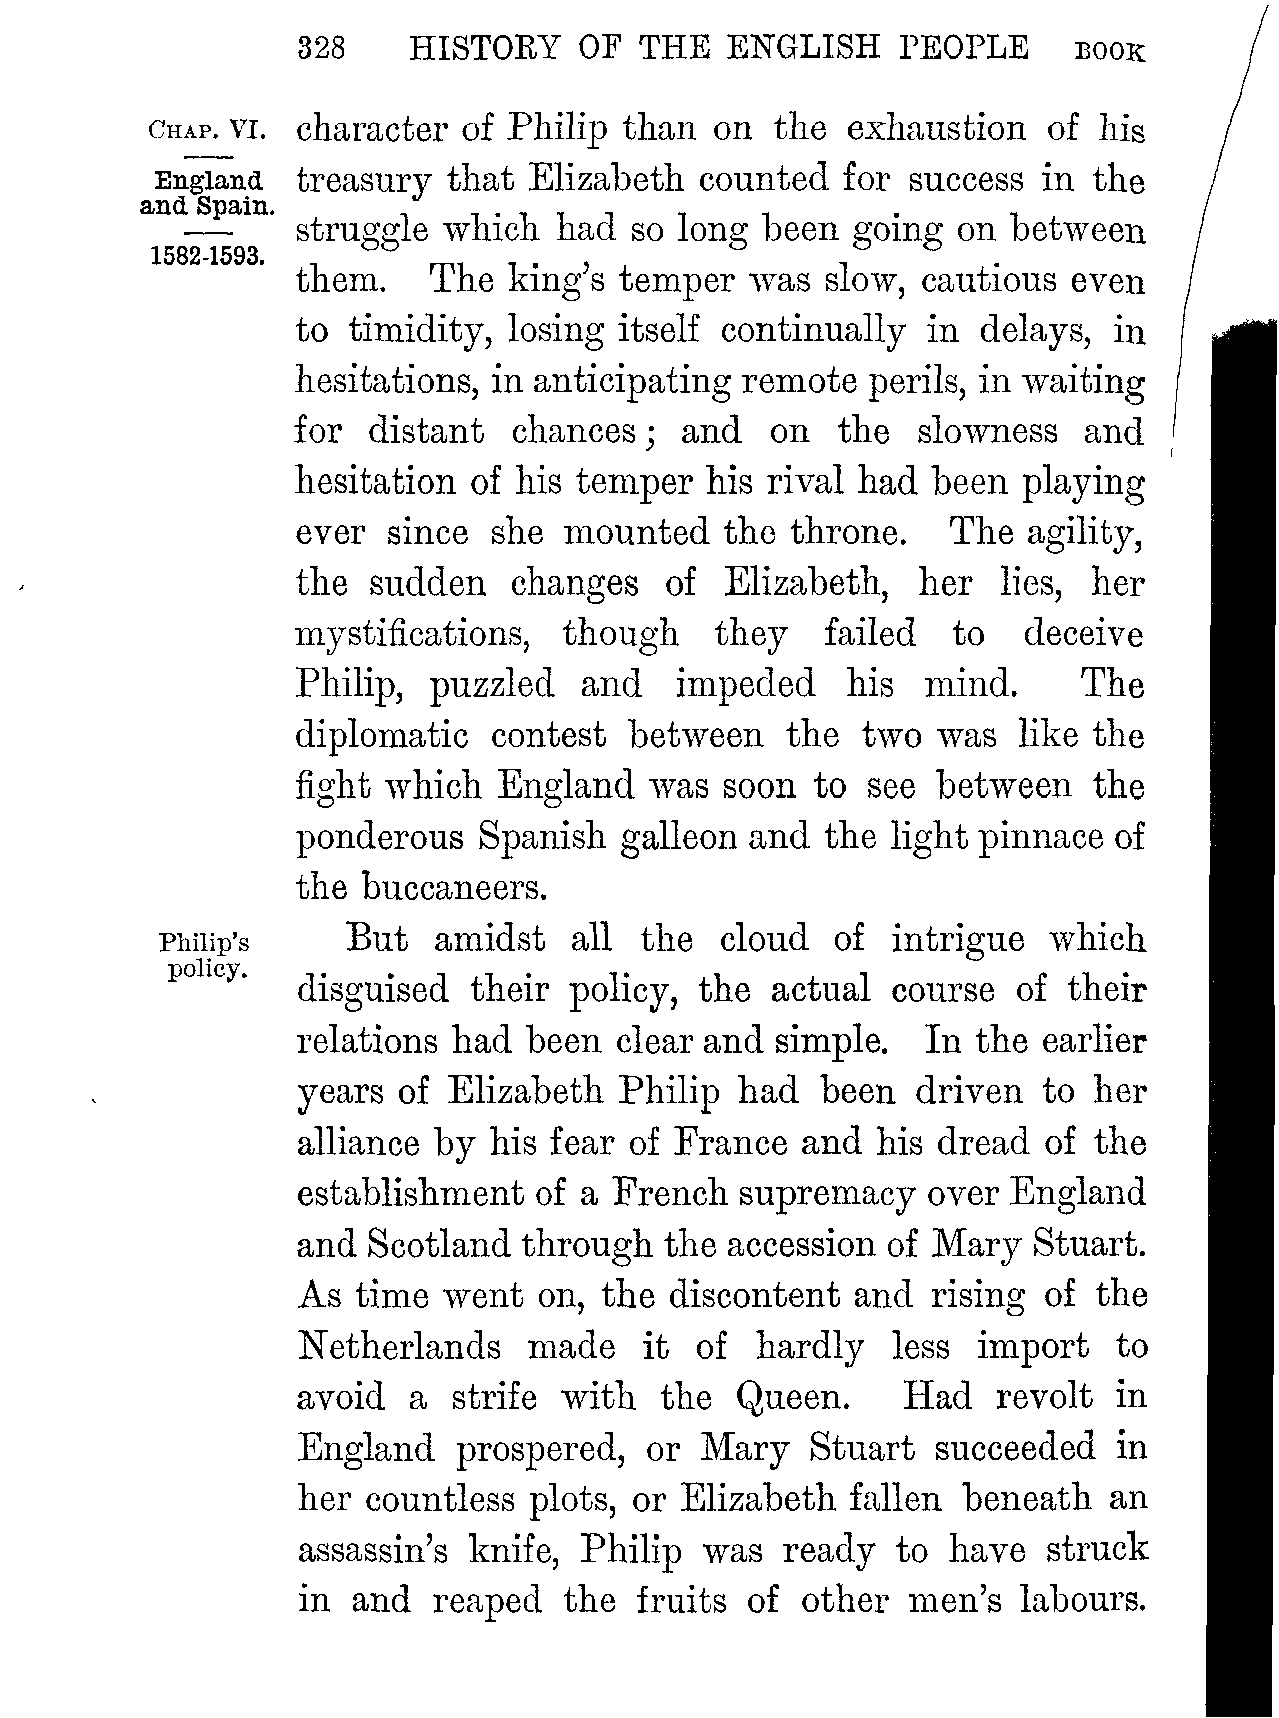 328 HISTORY OF THE ENGLISH PEOPLE BOOK
CHAP. VI.
England
and Spain.
1582-1593.
character of Philip than on the exhaustion of his
treasury that Elizabeth counted for success in the
struggle which had so long been going on between
them. The king's temper was slow, cautious even
to timidity, losing itself continually in delays, in
hesitations, in anticipating remote perils, in waiting
for distant chances; and on the slowness and
hesitation of his temper his rival had been playing
ever since she mounted the throne. The agility,
the sudden changes of Elizabeth, her lies, her
mystifications, though they failed to deceive
Philip, puzzled and impeded his mind. The
diplomatic contest between the two was like the
fight which England was soon to see between the
ponderous Spanish galleon and the light pinnace of
the buccaneers.
Philip's
policy.
But amidst all the cloud of intrigue which
disguised their policy, the actual course of their
relations had been clear and simple. In the earlier
years of Elizabeth Philip had been driven to her
alliance by his fear of France and his dread of the
establishment of a French supremacy over England
and Scotland through the accession of Mary Stuart.
As time went on, the discontent and rising of the
Netherlands made it of hardly less import to
avoid a strife with the Queen. Had revolt in
England prospered, or Mary Stuart succeeded in
her countless plots, or Elizabeth fallen beneath an
assassin's knife, Philip was ready to have struck
in and reaped the fruits of other men's labours.